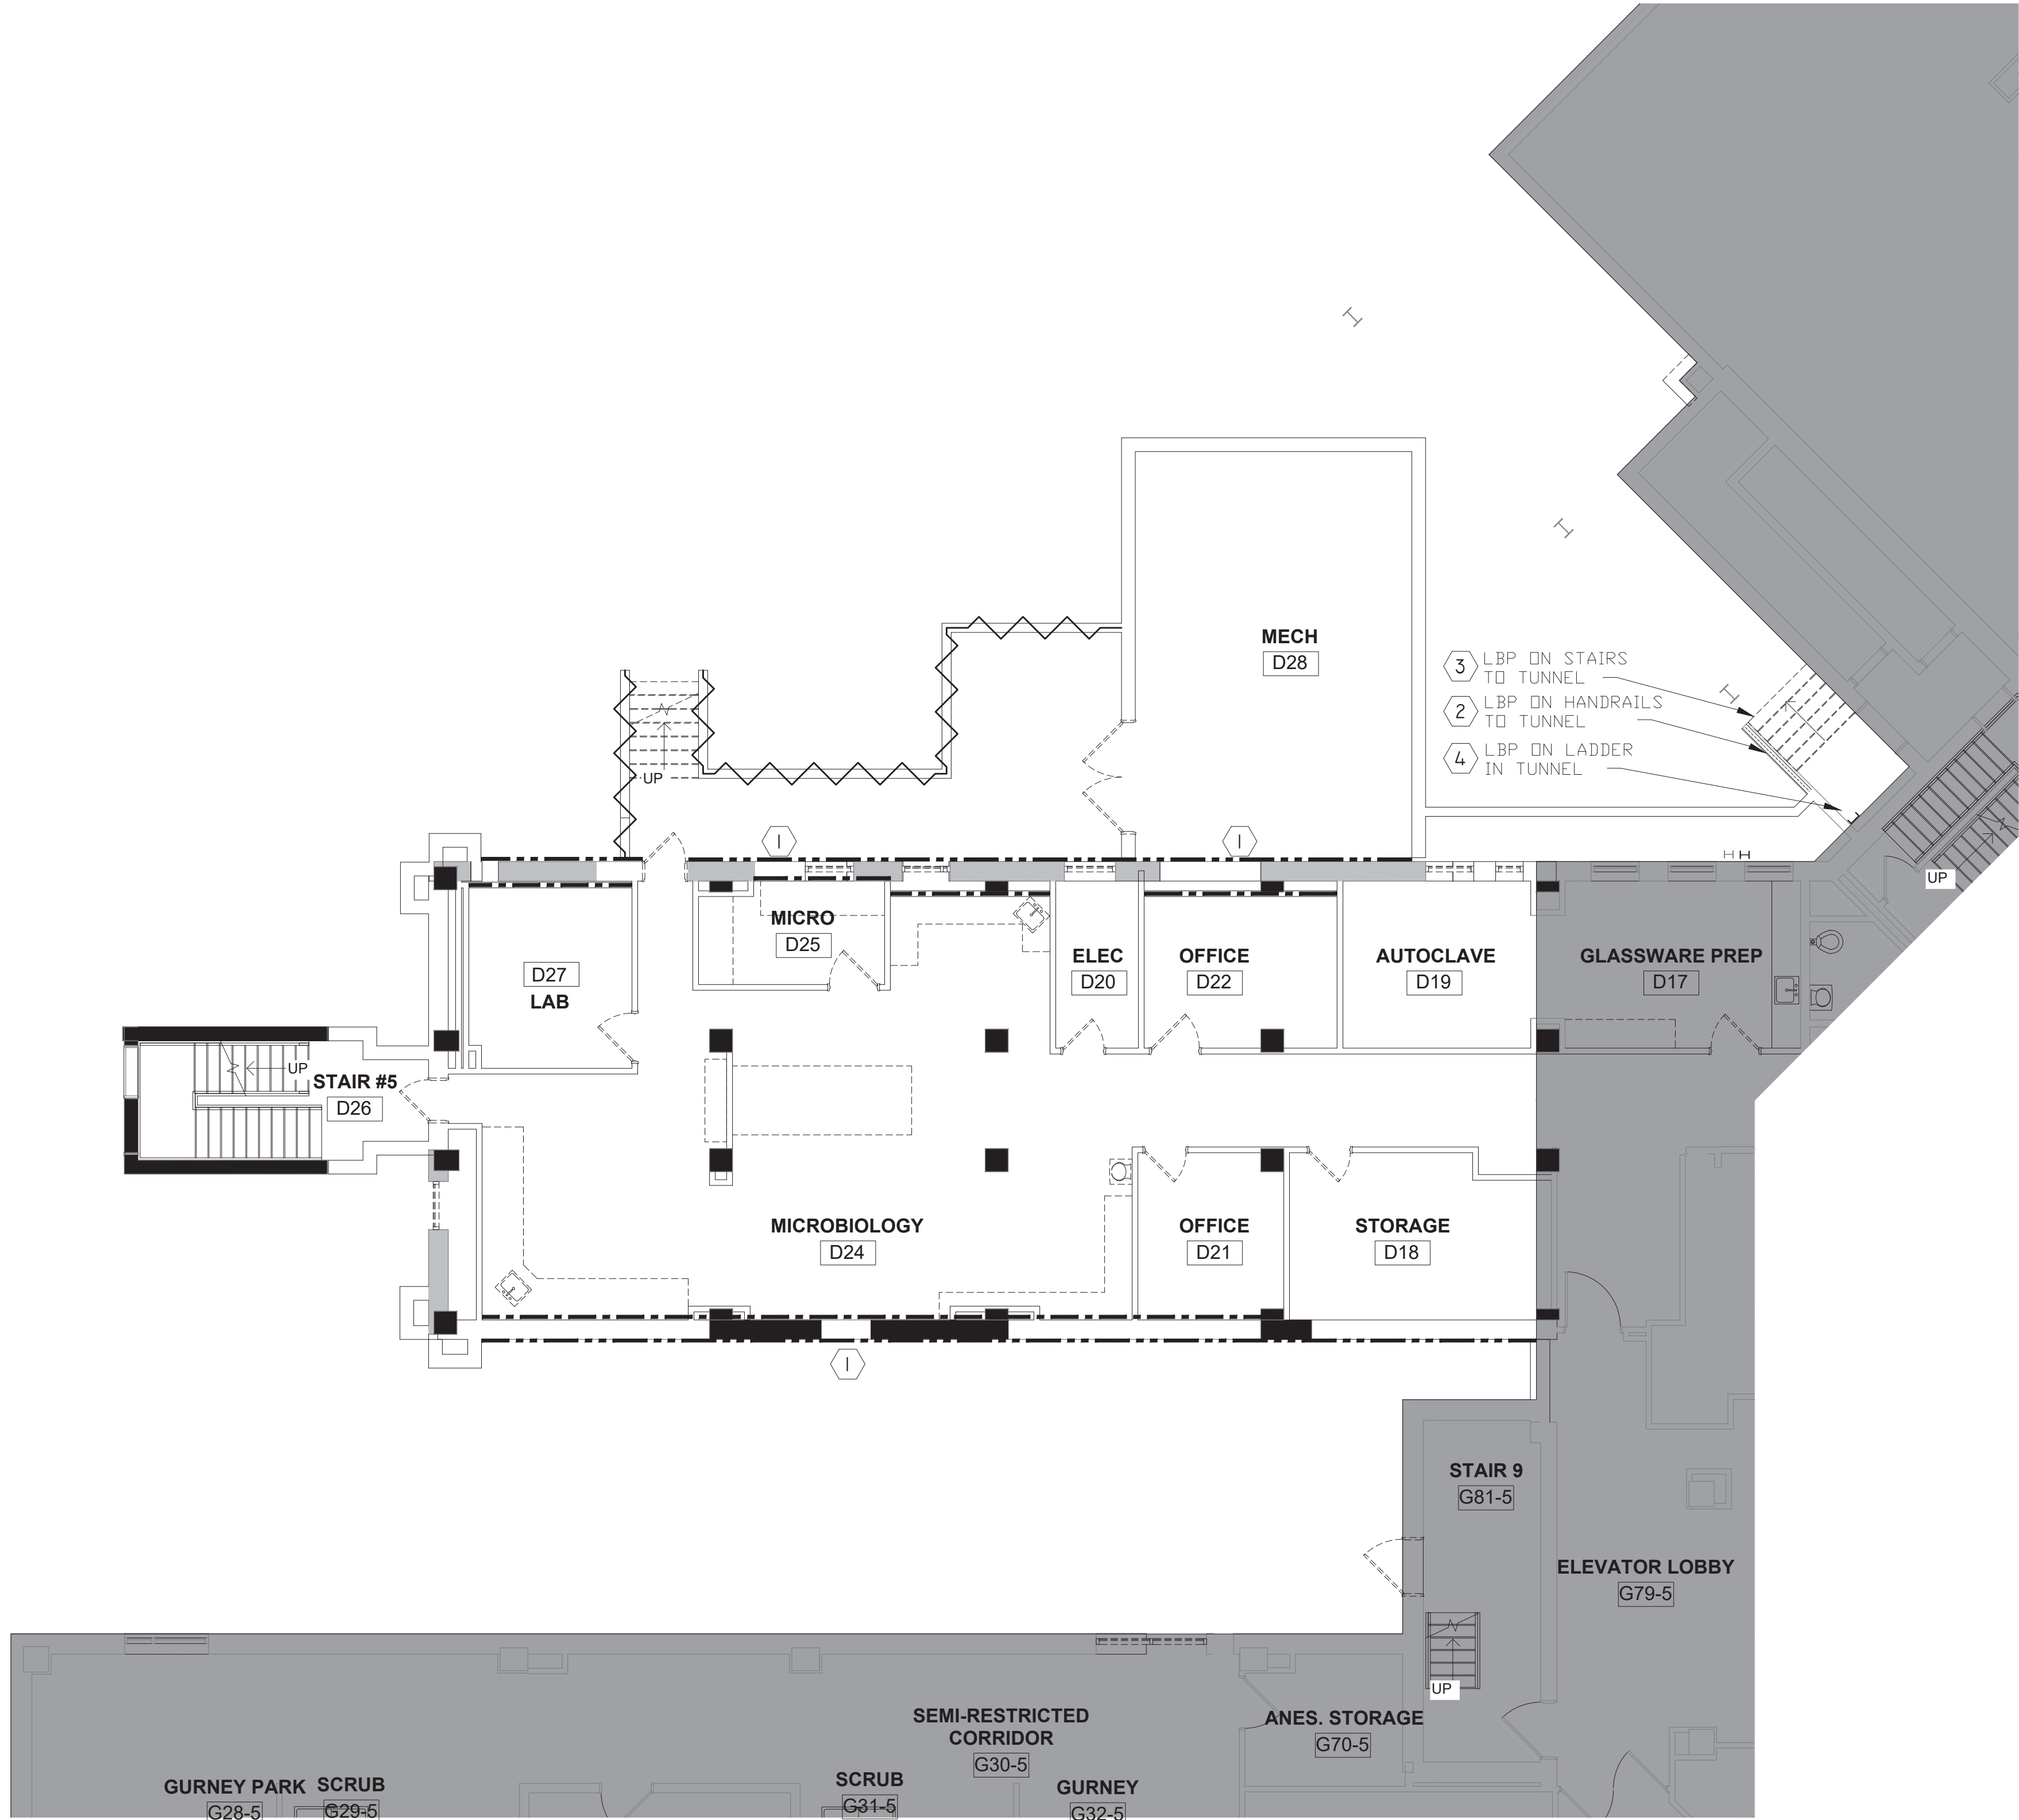 MECH
D28
3 LBP ON STAIRS
TO TUNNEL
2 LBP ON HANDRAILS
TO TUNNEL
4 LBP ON LADDER
IN TUNNEL
UP
I
I
UP
MICRO
D25
D27
LAB
ELEC
D20
OFFICE
D22
AUTOCLAVE
D19
GLASSWARE PREP
D17
UP
STAIR #5
D26
MICROBIOLOGY
D24
OFFICE
D21
STORAGE
D18
I
STAIR 9
G81-5
ELEVATOR LOBBY
G79-5
UP
SEMI-RESTRICTED
CORRIDOR
G30-5
ANES. STORAGE
G70-5
GURNEY PARK
G28-5
SCRUB
G29-5
SCRUB
G31-5
GURNEY
G32-5